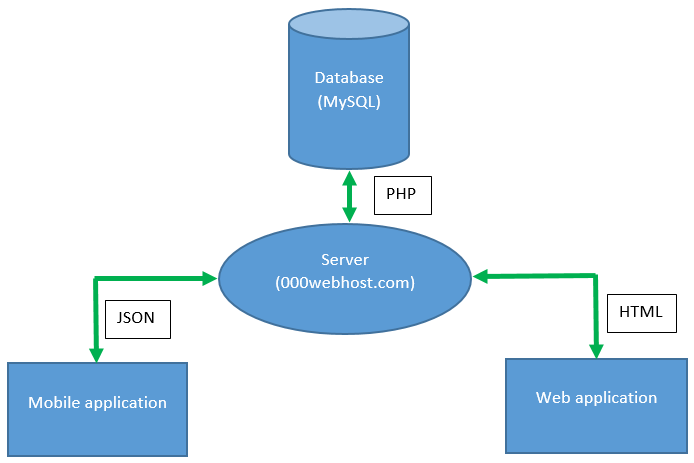 Database
(MySQL)
PHP
Server
(000webhost.com)
JSON
HTML
Mobile application
Web application